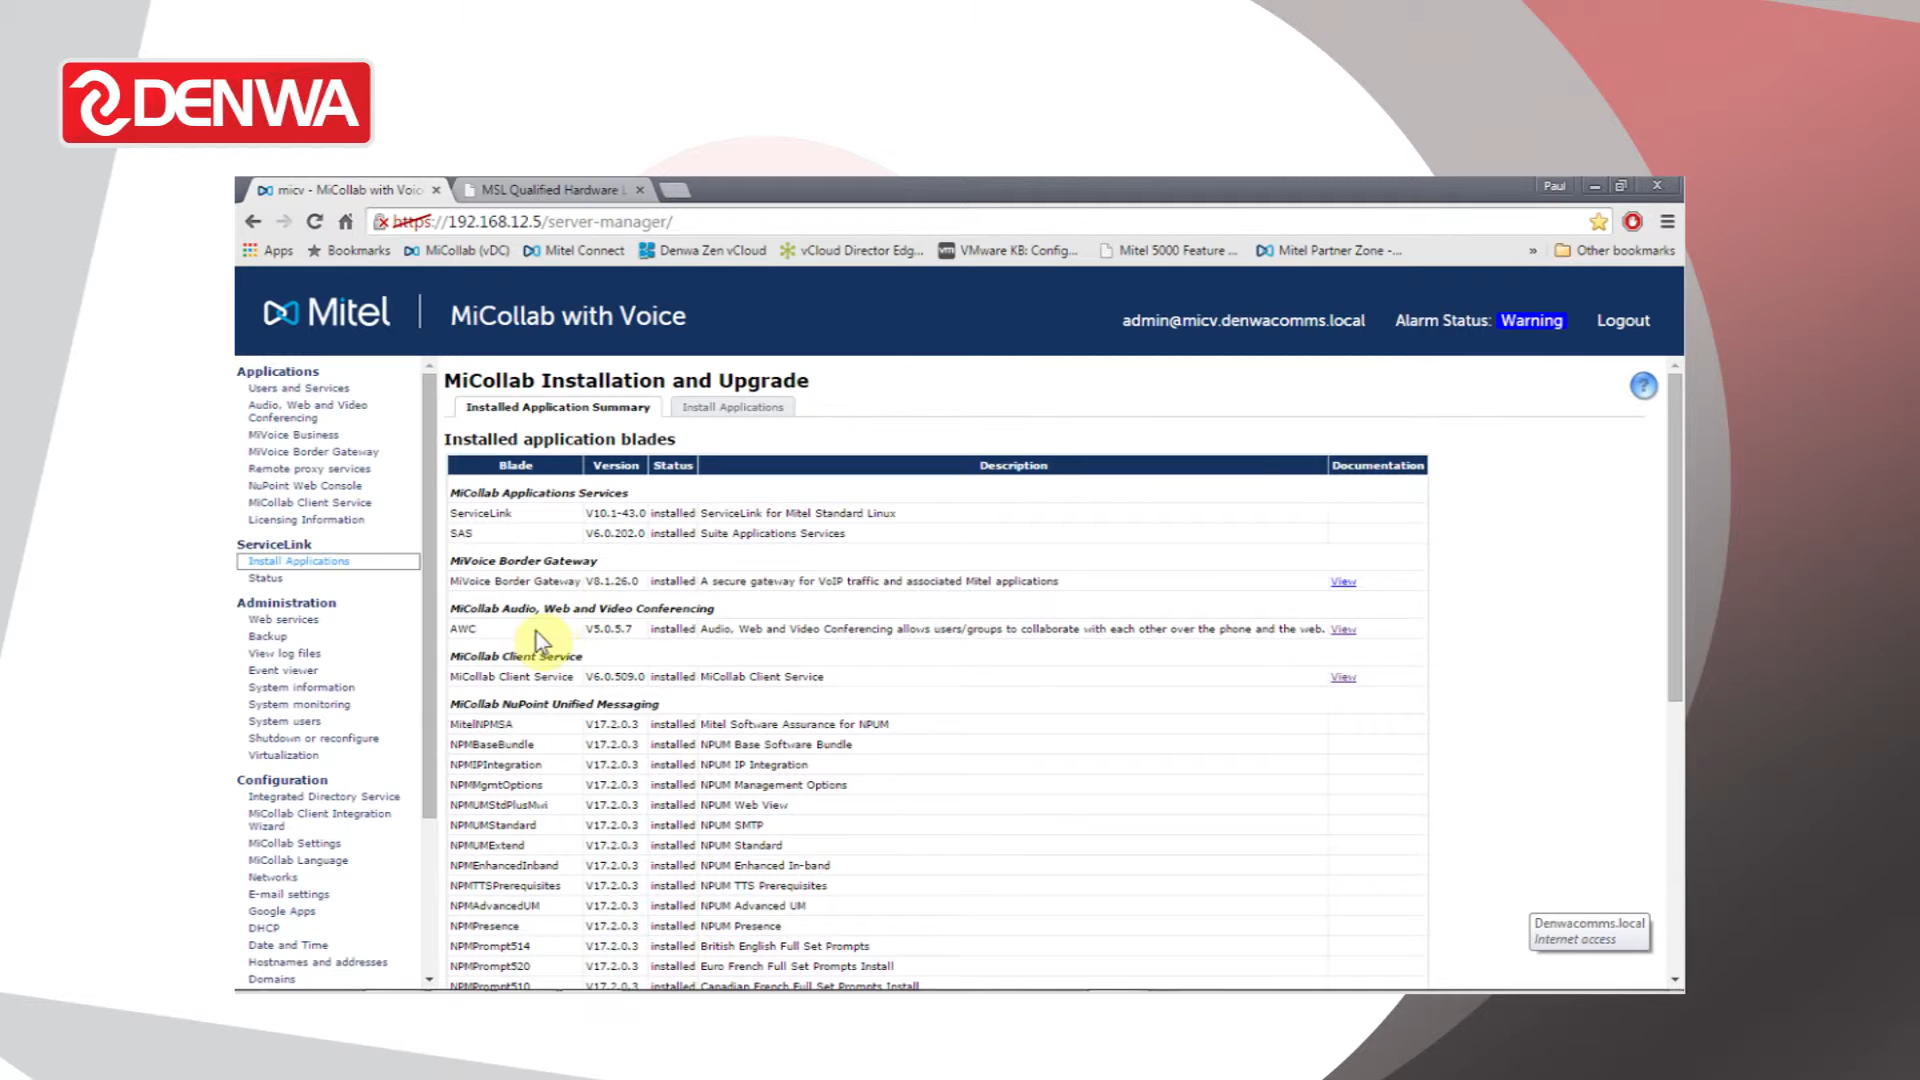 DENWA
micv - MiCollab with Voic
MSL Qualified Hardware L
Paul
https://192.168.12.5/server-manager/
Apps
Bookmarks
MiCollab (vDC)
Mitel Connect
Denwa Zen vCloud
vCloud Director Edg...
VMware KB: Config...
Mitel 5000 Feature ...
Mitel Partner Zone -...
»
Other bookmarks
Mitel
MiCollab with Voice
admin@micv.denwacomms.local
Alarm Status: Warning
Logout
Applications
Users and Services
Audio, Web and Video
Conferencing
MiVoice Business
MiVoice Border Gateway
Remote proxy services
NuPoint Web Console
MiCollab Client Service
Licensing Information
ServiceLink
Install Applications
Status
Administration
Web services
Backup
View log files
Event viewer
System information
System monitoring
System users
Shutdown or reconfigure
Virtualization
Configuration
Integrated Directory Service
MiCollab Client Integration
Wizard
MiCollab Settings
MiCollab Language
Networks
E-mail settings
Google Apps
DHCP
Date and Time
Hostnames and addresses
Domains
MiCollab Installation and Upgrade
?
Installed Application Summary
Install Applications
Installed application blades
Blade Version Status Description Documentation
MiCollab Applications Services
ServiceLink V10.1-43.0 installed ServiceLink for Mitel Standard Linux
SAS V6.0.202.0 installed Suite Applications Services
MiVoice Border Gateway
MiVoice Border Gateway V8.1.26.0 installed A secure gateway for VoIP traffic and associated Mitel applications View
MiCollab Audio, Web and Video Conferencing
AWC V5.0.5.7 installed Audio, Web and Video Conferencing allows users/groups to collaborate with each other over the phone and the web. View
MiCollab Client Service
MiCollab Client Service V6.0.509.0 installed MiCollab Client Service View
MiCollab NuPoint Unified Messaging
MitelNPMSA V17.2.0.3 installed Mitel Software Assurance for NPUM
NPMBaseBundle V17.2.0.3 installed NPUM Base Software Bundle
NPMIPIntegration V17.2.0.3 installed NPUM IP Integration
NPMMgmtOptions V17.2.0.3 installed NPUM Management Options
NPMUMStdPlusMwi V17.2.0.3 installed NPUM Web View
NPMUMStandard V17.2.0.3 installed NPUM SMTP
NPMUMExtend V17.2.0.3 installed NPUM Standard
NPMEnhancedInband V17.2.0.3 installed NPUM Enhanced In-band
NPMTTSPrerequisites V17.2.0.3 installed NPUM TTS Prerequisites
NPMAdvancedUM V17.2.0.3 installed NPUM Advanced UM
NPMPresence V17.2.0.3 installed NPUM Presence
NPMPrompt514 V17.2.0.3 installed British English Full Set Prompts
NPMPrompt520 V17.2.0.3 installed Euro French Full Set Prompts Install
NPMPrompt510 V17.2.0.3 installed Canadian French Full Set Prompts Install
Denwacomms.local
Internet access